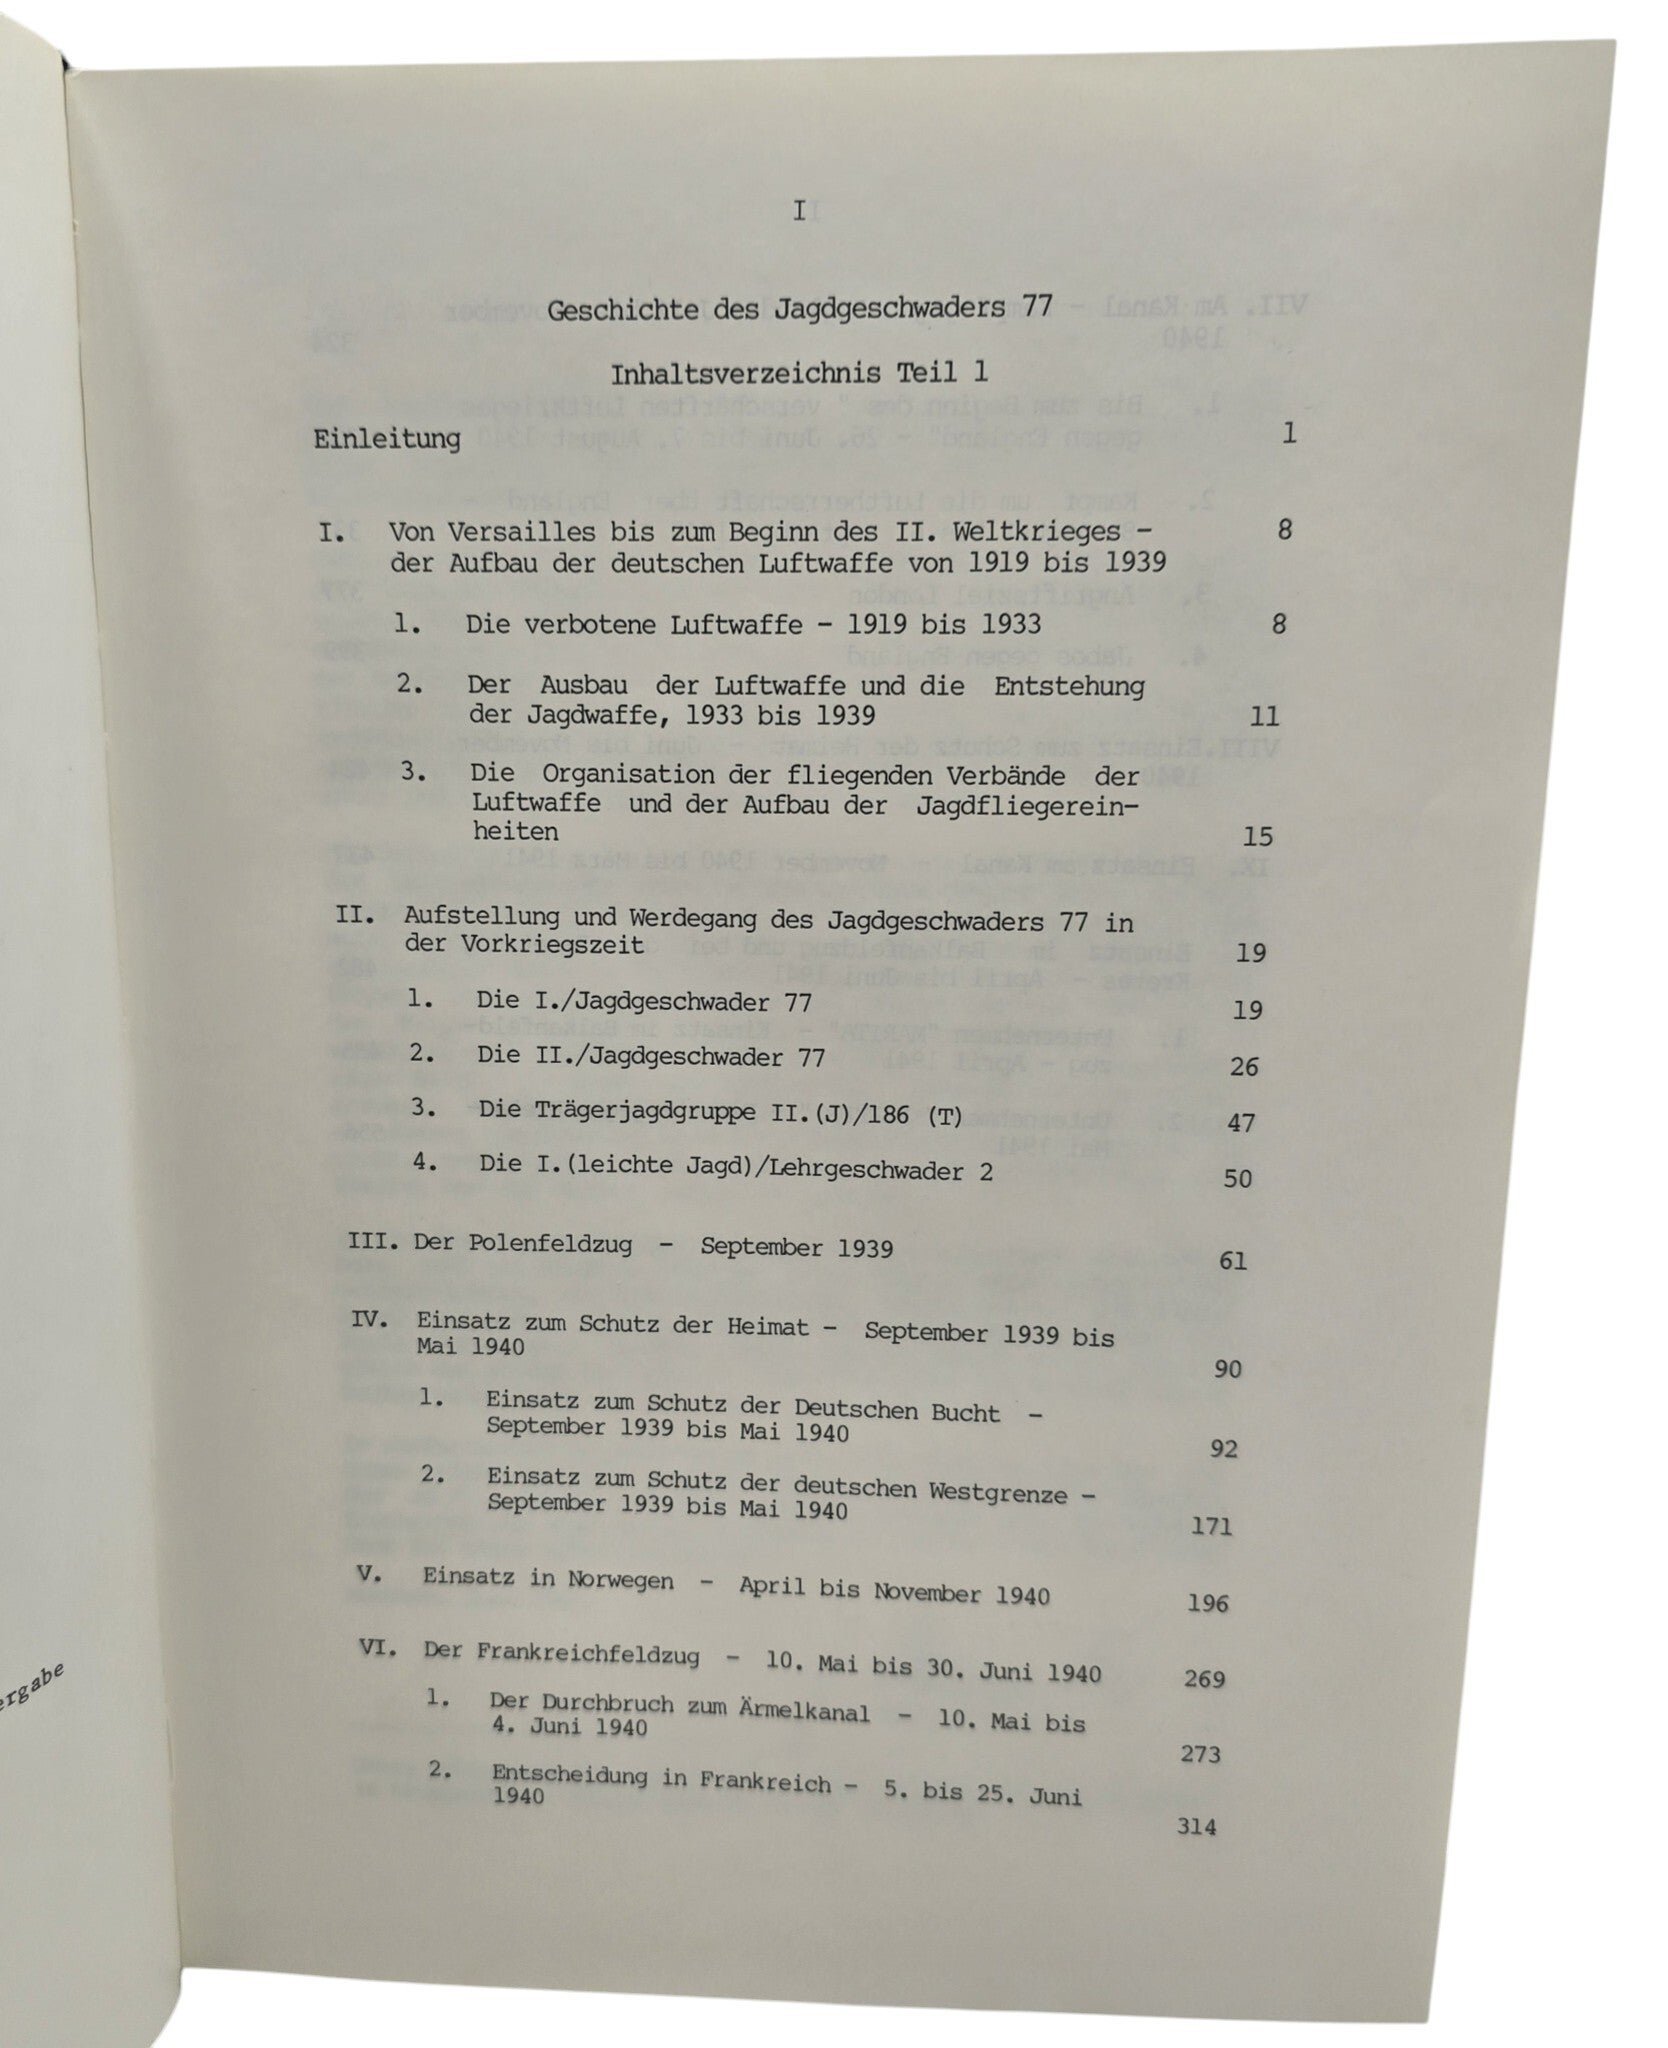 I
Geschichte des Jagdgeschwaders 77
Inhaltsverzeichnis Teil 1
Einleitung 1
I. Von Versailles bis zum Beginn des II. Weltkrieges - 8
der Aufbau der deutschen Luftwaffe von 1919 bis 1939
1. Die verbotene Luftwaffe - 1919 bis 1933 8
2. Der Ausbau der Luftwaffe und die Entstehung
der Jagdwaffe, 1933 bis 1939 11
3. Die Organisation der fliegenden Verbände der
Luftwaffe und der Aufbau der Jagdfliegerein-
heiten 15
II. Aufstellung und Werdegang des Jagdgeschwaders 77 in
der Vorkriegszeit 19
1. Die I./Jagdgeschwader 77 19
2. Die II./Jagdgeschwader 77 26
3. Die Trägerjagdgruppe II.(J)/186 (T) 47
4. Die I.(leichte Jagd)/Lehrgeschwader 2 50
III. Der Polenfeldzug - September 1939 61
IV. Einsatz zum Schutz der Heimat - September 1939 bis
Mai 1940 90
1. Einsatz zum Schutz der Deutschen Bucht -
September 1939 bis Mai 1940 92
2. Einsatz zum Schutz der deutschen Westgrenze -
September 1939 bis Mai 1940 171
V. Einsatz in Norwegen - April bis November 1940 196
VI. Der Frankreichfeldzug - 10. Mai bis 30. Juni 1940 269
1. Der Durchbruch zum Ärmelkanal - 10. Mai bis
4. Juni 1940 273
2. Entscheidung in Frankreich - 5. bis 25. Juni
1940 314